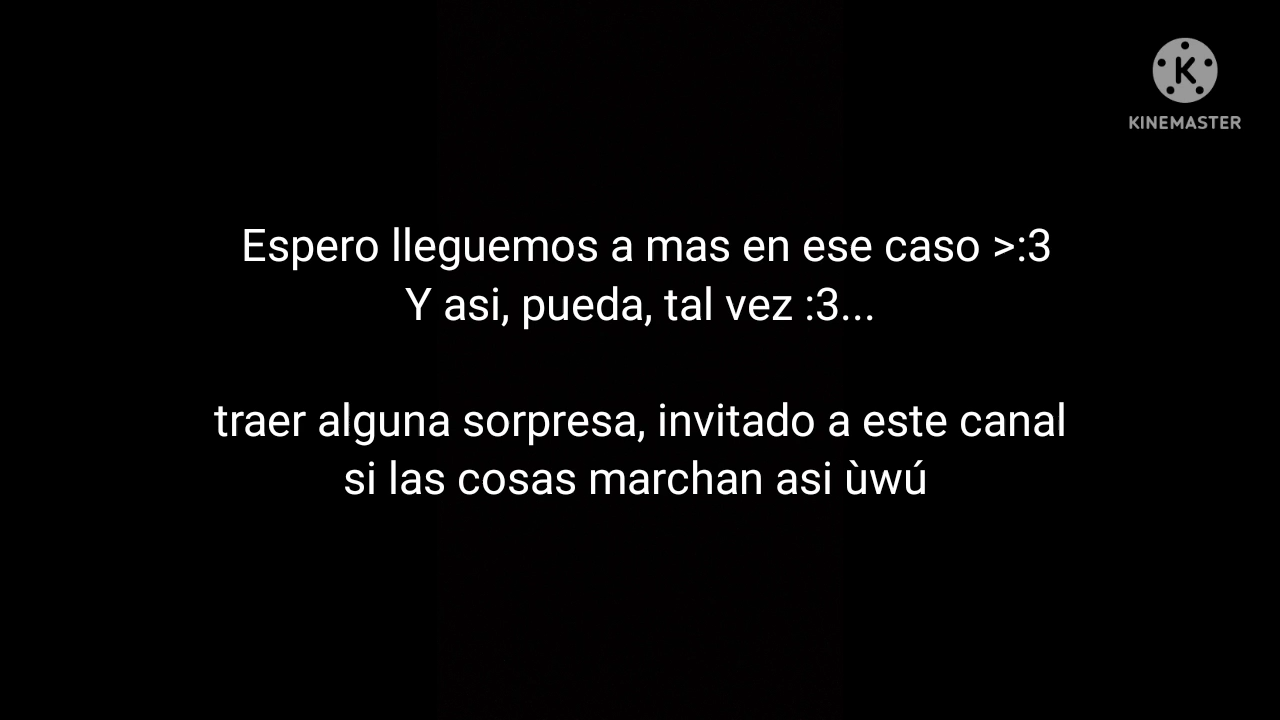 KINEMASTER
Espero lleguemos a mas en ese caso >:3
Y asi, pueda, tal vez :3...
traer alguna sorpresa, invitado a este canal
si las cosas marchan asi ùwú